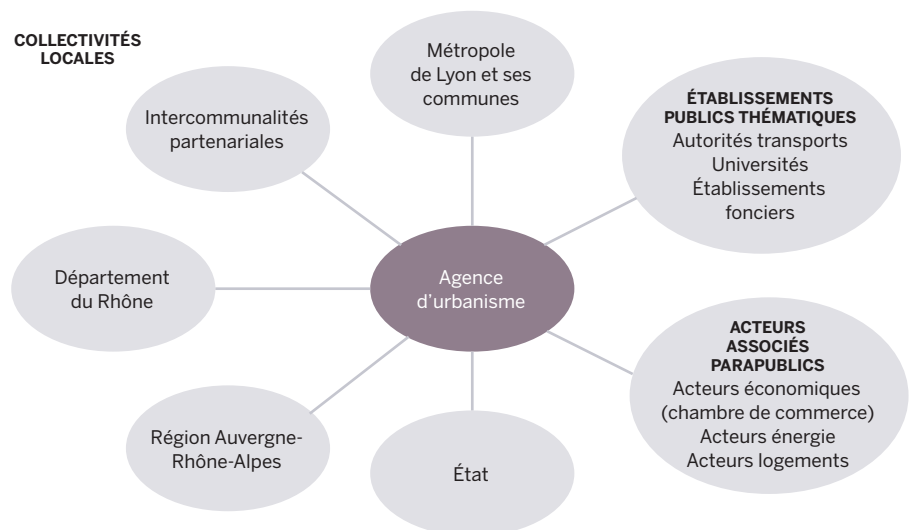 COLLECTIVITÉS
LOCALES
Métropole
de Lyon et ses
communes
Intercommunalités
partenariales
ÉTABLISSEMENTS
PUBLICS THÉMATIQUES
Autorités transports
Universités
Établissements
fonciers
Département
du Rhône
Agence
d’urbanisme
ACTEURS
ASSOCIÉS
PARAPUBLICS
Acteurs économiques
(chambre de commerce)
Acteurs énergie
Acteurs logements
Région Auvergne-
Rhône-Alpes
État